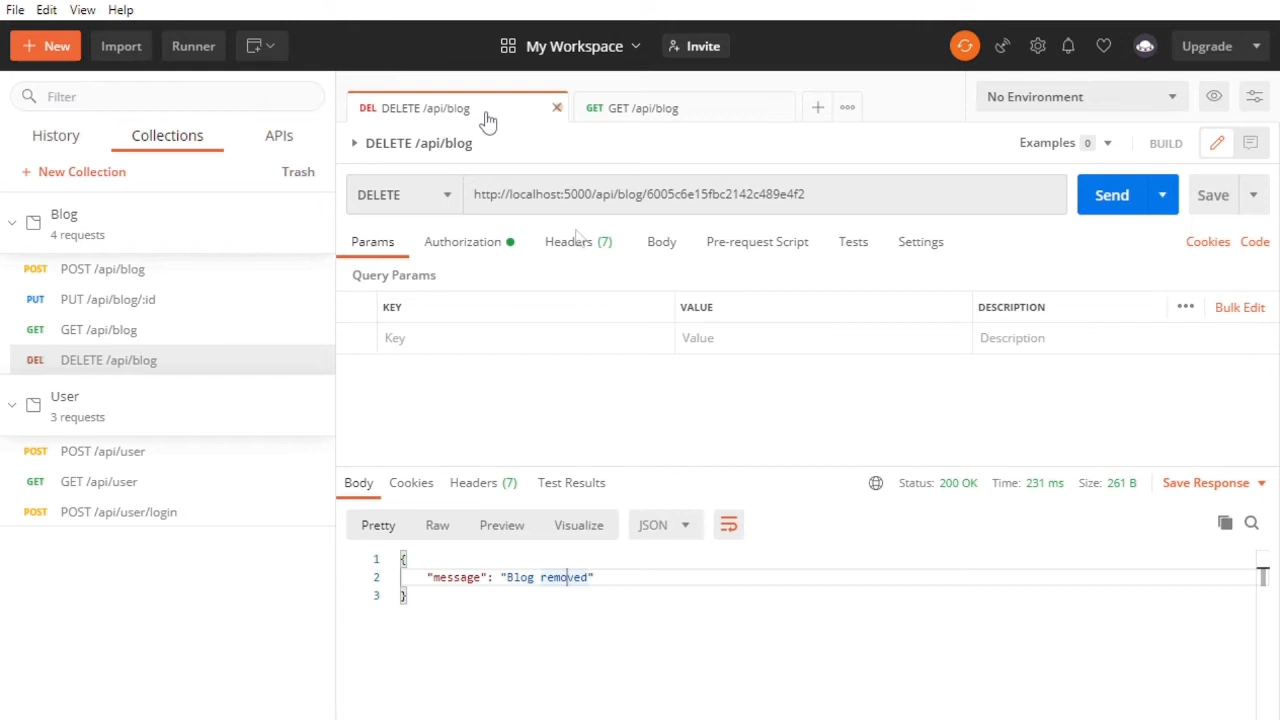 File Edit View Help
+ New Import Runner My Workspace Invite Upgrade
Filter
DEL DELETE /api/blog GET GET /api/blog No Environment
History Collections APIs
DELETE /api/blog Examples 0 BUILD
+ New Collection Trash
DELETE http://localhost:5000/api/blog/6005c6e15fbc2142c489e4f2 Send Save
Blog
4 requests
Params Authorization Headers (7) Body Pre-request Script Tests Settings Cookies Code
POST POST /api/blog
Query Params
PUT PUT /api/blog/:id
KEY VALUE DESCRIPTION Bulk Edit
GET GET /api/blog
Key Value Description
DEL DELETE /api/blog
User
3 requests
POST POST /api/user
GET GET /api/user
POST POST /api/user/login
Body Cookies Headers (7) Test Results Status: 200 OK Time: 231 ms Size: 261 B Save Response
Pretty Raw Preview Visualize JSON
1 {
2 "message": "Blog removed"
3 }